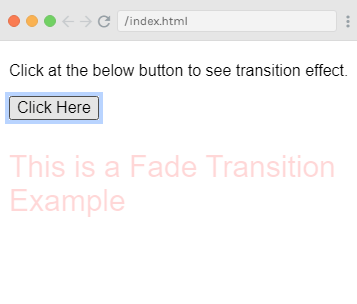 /index.html
Click at the below button to see transition effect.
Click Here
This is a Fade Transition
Example